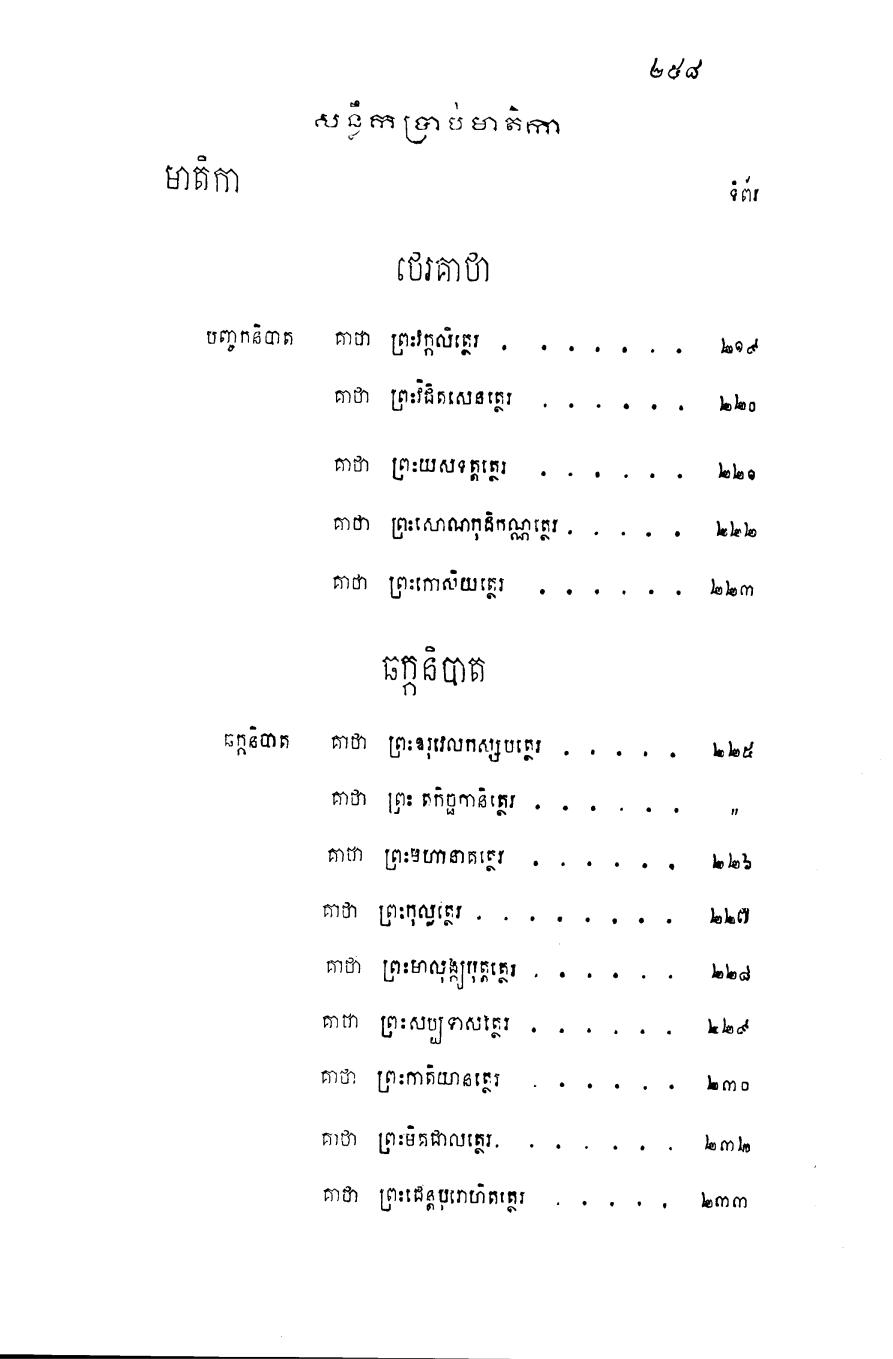 ២៥៨
សន្លឹកប្រាប់មាតិកា
មាតិកា ទំព័រ
ថេរគាថា
បញ្ចកនិបាត គាថា ព្រះវក្កលិត្ថេរ . . . . . . . ២១៩
គាថា ព្រះវិជិតសេនត្ថេរ . . . . . . ២២០
គាថា ព្រះយសទត្តត្ថេរ . . . . . . ២២១
គាថា ព្រះសោណកុដិកណ្ណត្ថេរ . . . . . ២២២
គាថា ព្រះកោសិយត្ថេរ . . . . . . ២២៣
ឆក្កនិបាត
ឆក្កនិបាត គាថា ព្រះឧរុវេលកស្សបត្ថេរ . . . . . ២២៥
គាថា ព្រះ តកិច្ឆកានិត្ថេរ . . . . . . "
គាថា ព្រះមហានាគត្ថេរ . . . . . . ២២៦
គាថា ព្រះកុល្លត្ថេរ . . . . . . . . ២២៧
គាថា ព្រះមាលុង្ក្យបុត្តត្ថេរ . . . . . . ២២៨
គាថា ព្រះសប្បទាសត្ថេរ . . . . . . ២២៩
គាថា ព្រះកាតិយានត្ថេរ . . . . . . ២៣០
គាថា ព្រះមិគជាលត្ថេរ. . . . . . . ២៣២
គាថា ព្រះជេន្តបុរោហិតត្ថេរ . . . . . ២៣៣